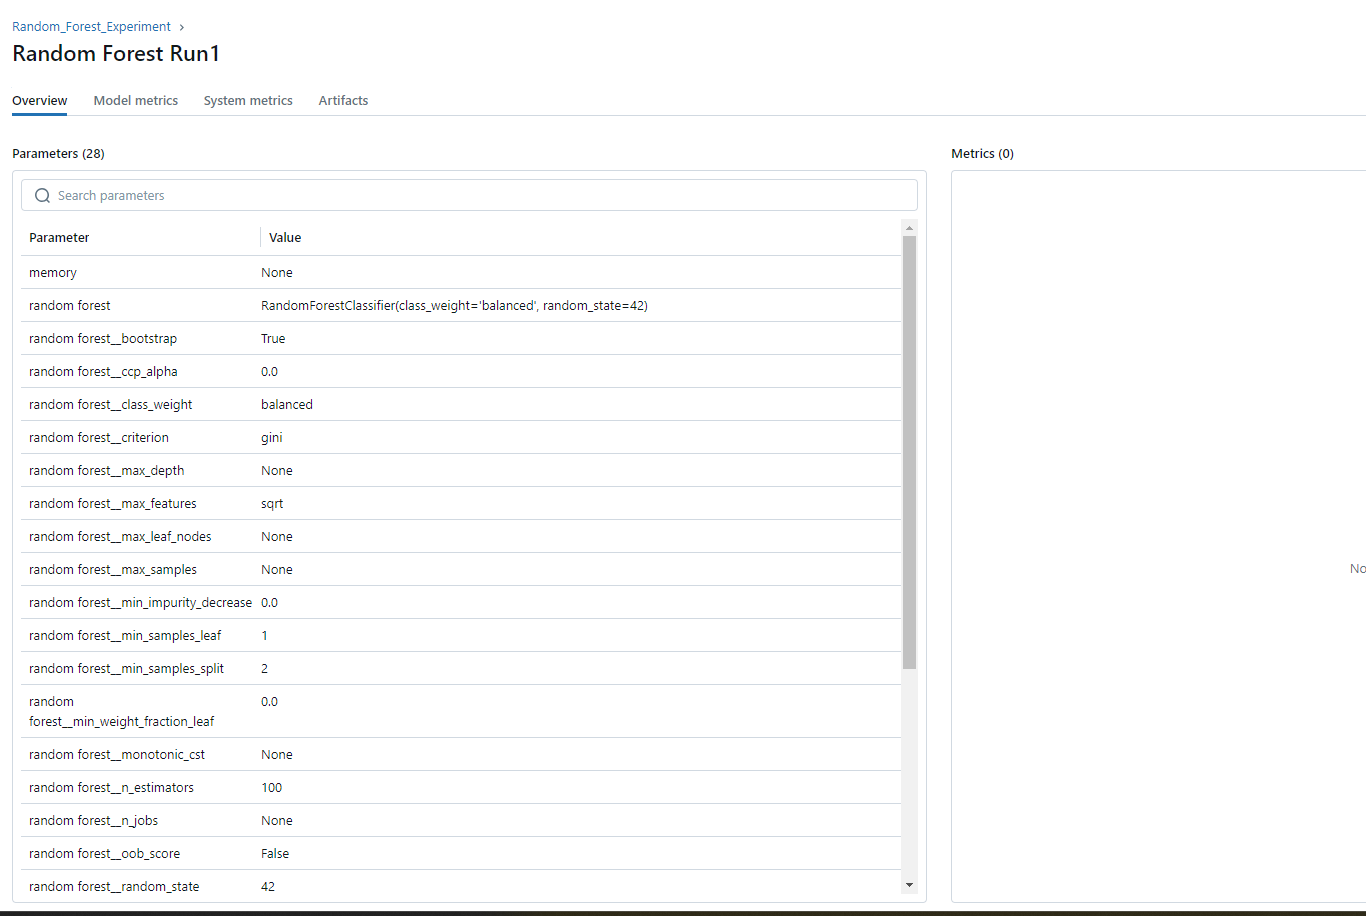 Random_Forest_Experiment ›
Random Forest Run1
Overview Model metrics System metrics Artifacts
Parameters (28)
Metrics (0)
Search parameters
Parameter Value
memory None
random forest RandomForestClassifier(class_weight='balanced', random_state=42)
random forest__bootstrap True
random forest__ccp_alpha 0.0
random forest__class_weight balanced
random forest__criterion gini
random forest__max_depth None
random forest__max_features sqrt
random forest__max_leaf_nodes None
random forest__max_samples None
random forest__min_impurity_decrease 0.0
random forest__min_samples_leaf 1
random forest__min_samples_split 2
random 0.0
forest__min_weight_fraction_leaf
random forest__monotonic_cst None
random forest__n_estimators 100
random forest__n_jobs None
random forest__oob_score False
random forest__random_state 42
No